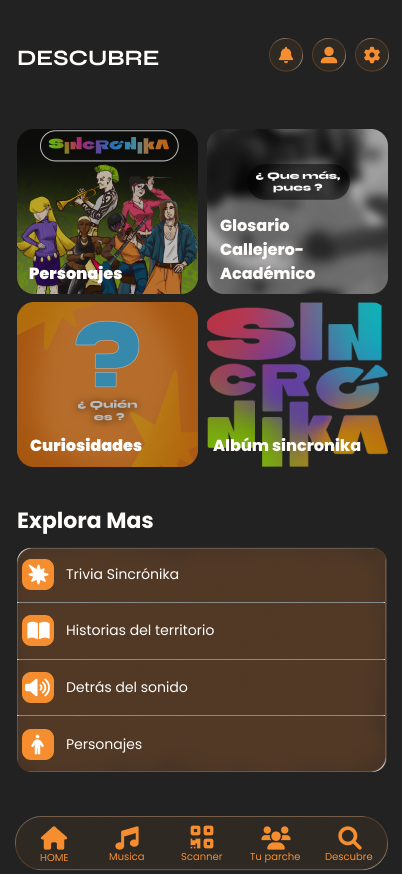 DESCUBRE
SINCRÓNIKA
Personajes
¿ Que más,
pues ?
Glosario
Callejero-
Académico
?
¿ Quién
es ?
Curiosidades
SIN
CRÓ
NIKA
Albúm sincronika
Explora Mas
Trivia Sincrónika
Historias del territorio
Detrás del sonido
Personajes
HOME
Musica
Scanner
Tu parche
Descubre